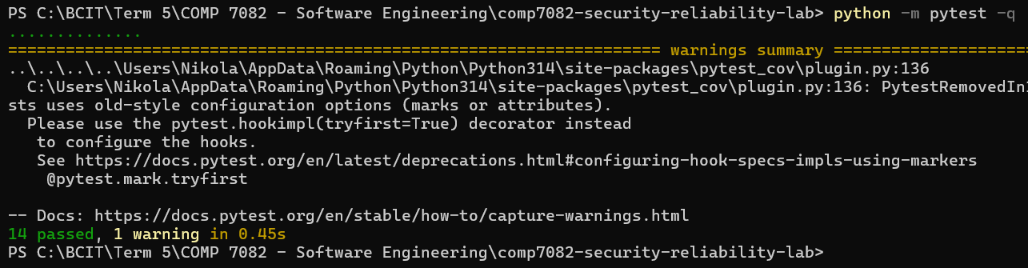 PS C:\BCIT\Term 5\COMP 7082 - Software Engineering\comp7082-security-reliability-lab> python -m pytest -q
..............
==================================================================== warnings summary =====================
..\..\..\..\Users\Nikola\AppData\Roaming\Python\Python314\site-packages\pytest_cov\plugin.py:136
C:\Users\Nikola\AppData\Roaming\Python\Python314\site-packages\pytest_cov\plugin.py:136: PytestRemovedIn
sts uses old-style configuration options (marks or attributes).
Please use the pytest.hookimpl(tryfirst=True) decorator instead
to configure the hooks.
See https://docs.pytest.org/en/latest/deprecations.html#configuring-hook-specs-impls-using-markers
@pytest.mark.tryfirst
-- Docs: https://docs.pytest.org/en/stable/how-to/capture-warnings.html
14 passed, 1 warning in 0.45s
PS C:\BCIT\Term 5\COMP 7082 - Software Engineering\comp7082-security-reliability-lab>